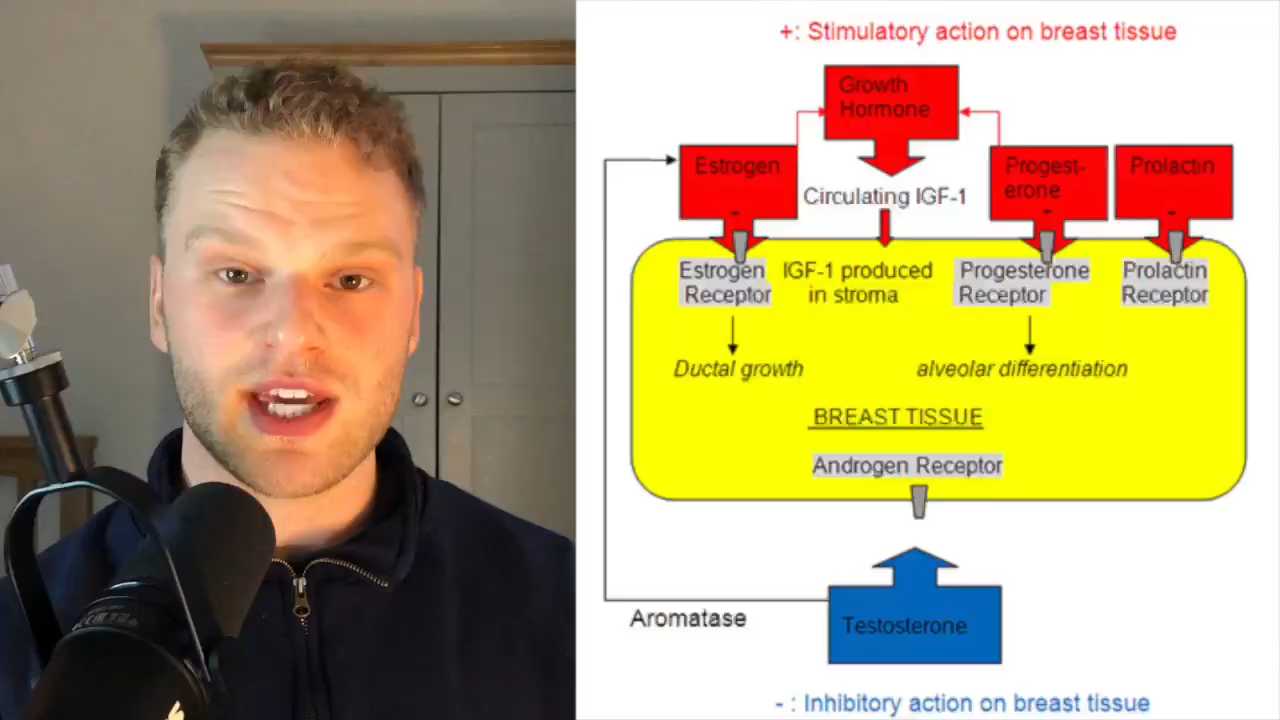 +: Stimulatory action on breast tissue
Growth
Hormone
Estrogen
-
Circulating IGF-1
Progest-
erone
-
Prolactin
-
Estrogen
Receptor
IGF-1 produced
in stroma
Progesterone
Receptor
Prolactin
Receptor
Ductal growth
alveolar differentiation
BREAST TISSUE
Androgen Receptor
Aromatase
Testosterone
- : Inhibitory action on breast tissue